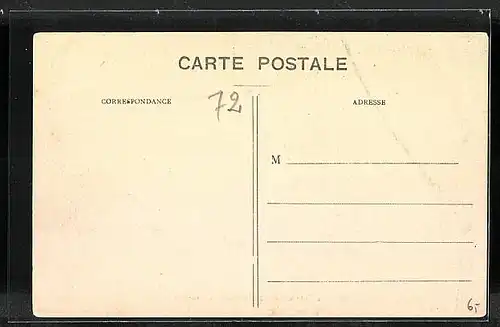 CARTE POSTALE
CORRESPONDANCE
72
ADRESSE
M
6,-